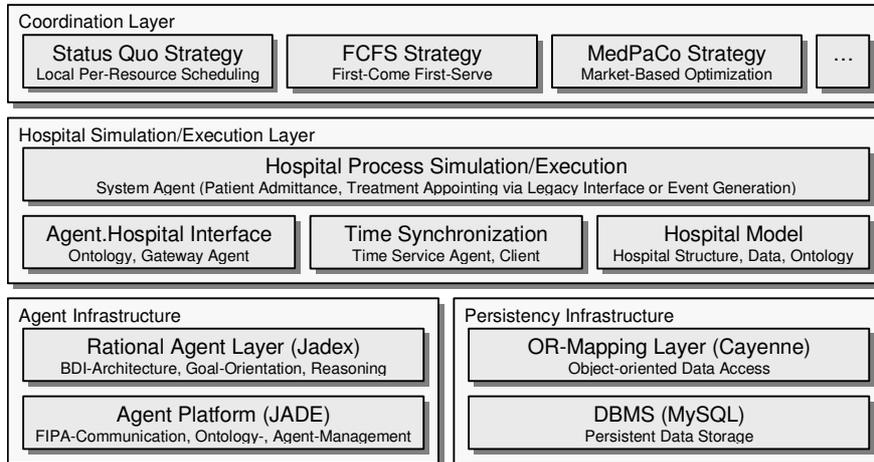 Coordination Layer
Status Quo Strategy
Local Per-Resource Scheduling
FCFS Strategy
First-Come First-Serve
MedPaCo Strategy
Market-Based Optimization
...
Hospital Simulation/Execution Layer
Hospital Process Simulation/Execution
System Agent (Patient Admittance, Treatment Appointing via Legacy Interface or Event Generation)
Agent.Hospital Interface
Ontology, Gateway Agent
Time Synchronization
Time Service Agent, Client
Hospital Model
Hospital Structure, Data, Ontology
Agent Infrastructure
Rational Agent Layer (Jadex)
BDI-Architecture, Goal-Orientation, Reasoning
Agent Platform (JADE)
FIPA-Communication, Ontology-, Agent-Management
Persistency Infrastructure
OR-Mapping Layer (Cayenne)
Object-oriented Data Access
DBMS (MySQL)
Persistent Data Storage